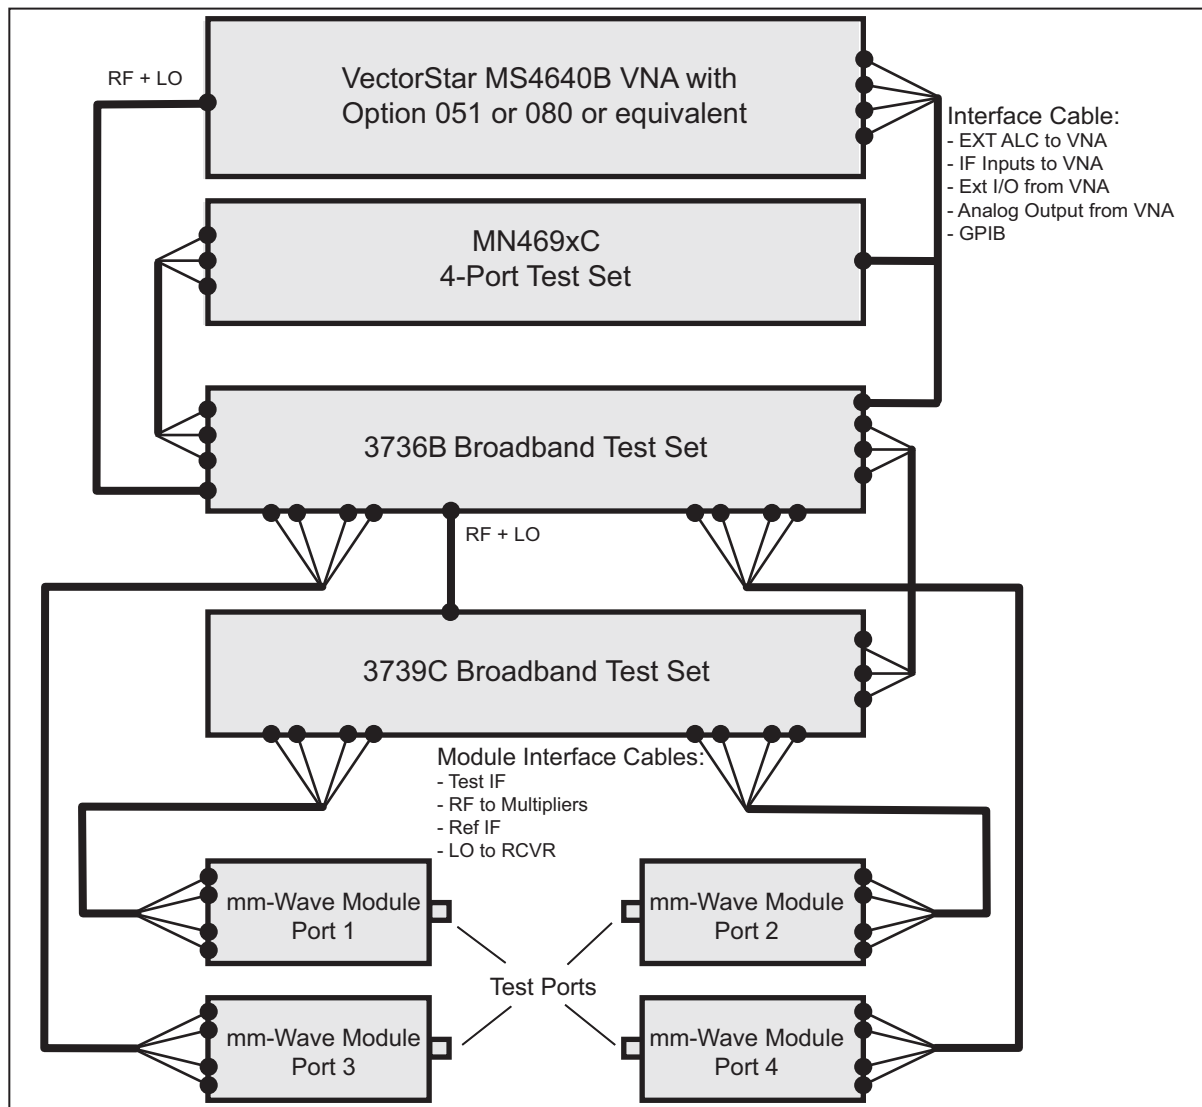 RF + LO
VectorStar MS4640B VNA with
Option 051 or 080 or equivalent
Interface Cable:
- EXT ALC to VNA
- IF Inputs to VNA
- Ext I/O from VNA
- Analog Output from VNA
- GPIB
MN469xC
4-Port Test Set
3736B Broadband Test Set
RF + LO
3739C Broadband Test Set
Module Interface Cables:
- Test IF
- RF to Multipliers
- Ref IF
- LO to RCVR
mm-Wave Module
Port 1
mm-Wave Module
Port 2
Test Ports
mm-Wave Module
Port 3
mm-Wave Module
Port 4